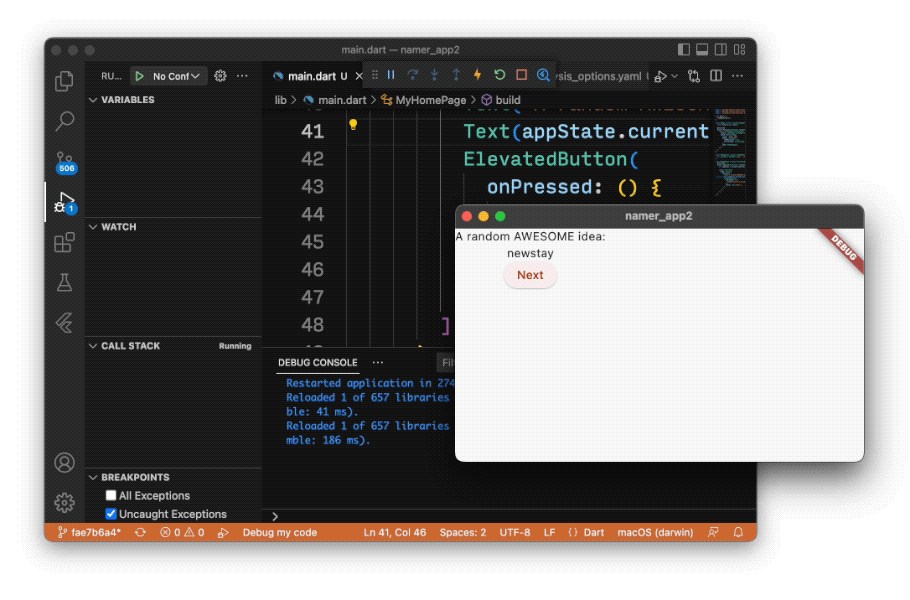 main.dart — namer_app2
RU... No Conf
main.dart U
ysis_options.yaml
lib > main.dart > MyHomePage > build
VARIABLES
WATCH
CALL STACK Running
BREAKPOINTS
All Exceptions
Uncaught Exceptions
506
1
41 Text(appState.current
42 ElevatedButton(
43 onPressed: () {
44
45
46
47
48 ]
DEBUG CONSOLE ...
Restarted application in 274
Reloaded 1 of 657 libraries
ble: 41 ms).
Reloaded 1 of 657 libraries
mble: 186 ms).
>
namer_app2
A random AWESOME idea:
newstay
Next
DEBUG
fae7b6a4* 0 0 Debug my code Ln 41, Col 46 Spaces: 2 UTF-8 LF {} Dart macOS (darwin)